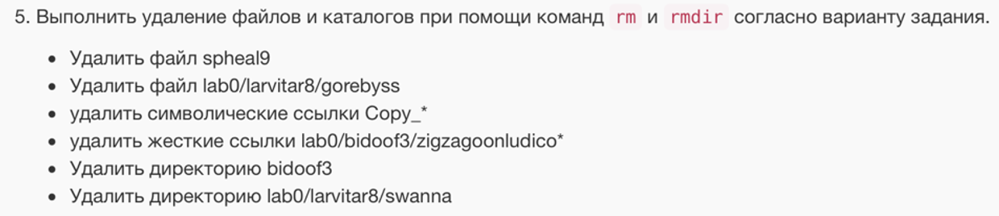 5. Выполнить удаление файлов и каталогов при помощи команд rm и rmdir согласно варианту задания.
• Удалить файл spheal9
• Удалить файл lab0/larvitar8/gorebyss
• удалить символические ссылки Copy_*
• удалить жесткие ссылки lab0/bidoof3/zigzagoonludico*
• Удалить директорию bidoof3
• Удалить директорию lab0/larvitar8/swanna